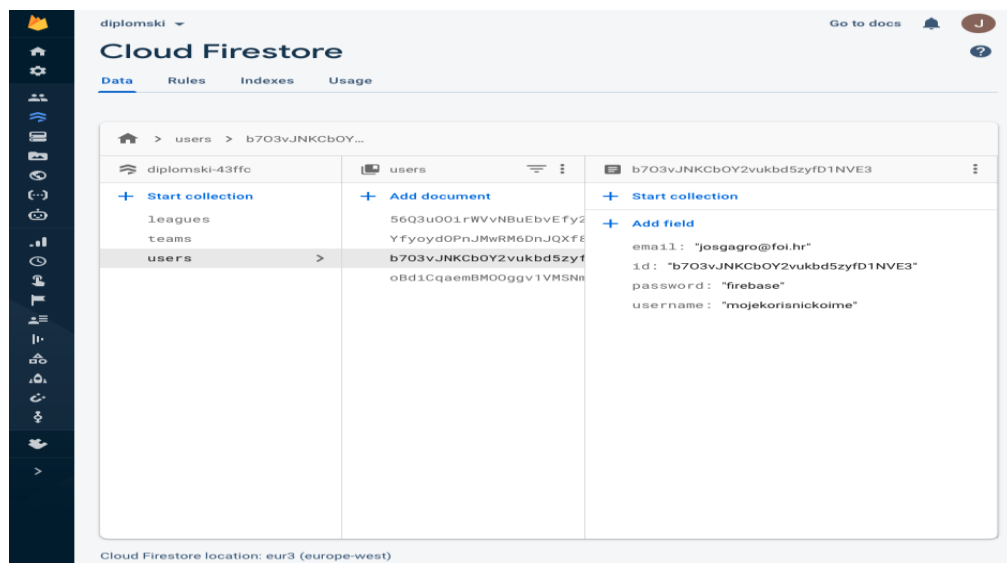 diplomski
Go to docs
J
Cloud Firestore
?
Data Rules Indexes Usage
> users > b7O3vJNKCbOY...
diplomski-43ffc
users
b7O3vJNKCbOY2vukbd5zyfD1NVE3
+ Start collection
+ Add document
+ Start collection
leagues
teams
users >
56Q3uOOirWVvNBuEbvEfy2
YfyoydOPnJMwRM6DnJQXf8
b7O3vJNKCbOY2vukbd5zyf
oBdiCqaemBMOOggv1VMSNm
+ Add field
email: "josgagro@foi.hr"
id: "b7O3vJNKCbOY2vukbd5zyfD1NVE3"
password: "firebase"
username: "mojekorisnickoime"
Cloud Firestore location: eur3 (europe-west)